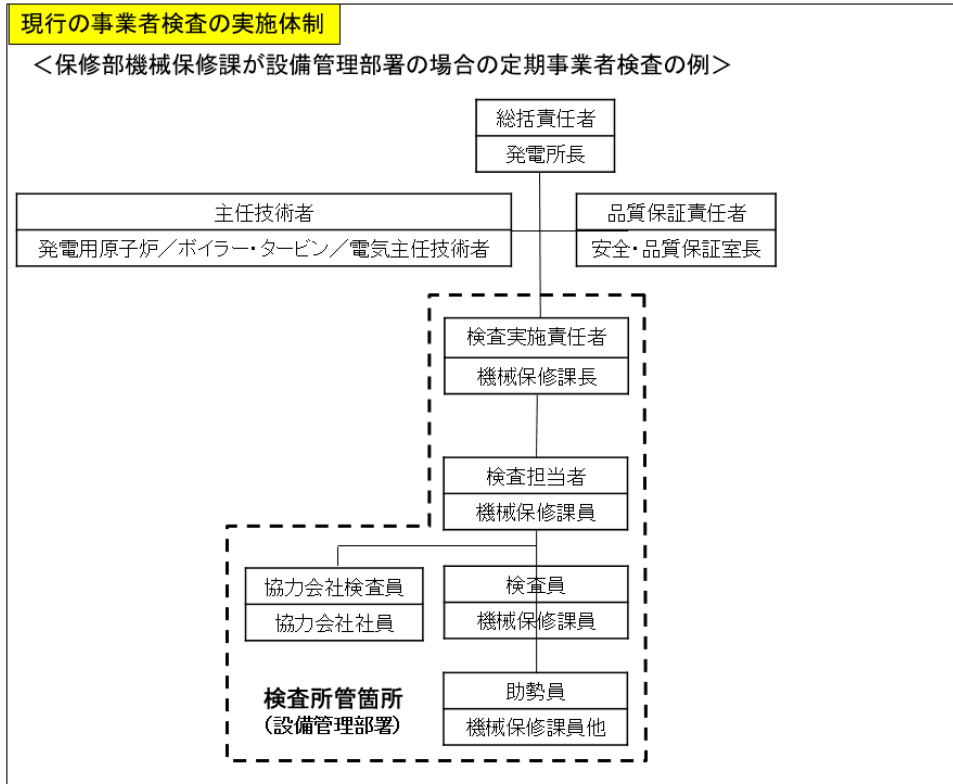 現行の事業者検査の実施体制
＜保修部機械保修課が設備管理部署の場合の定期事業者検査の例＞
総括責任者
発電所長
主任技術者
発電用原子炉／ボイラー・タービン／電気主任技術者
品質保証責任者
安全・品質保証室長
検査実施責任者
機械保修課長
検査担当者
機械保修課員
協力会社検査員
協力会社社員
検査員
機械保修課員
助勢員
機械保修課員他
検査所管箇所
（設備管理部署）